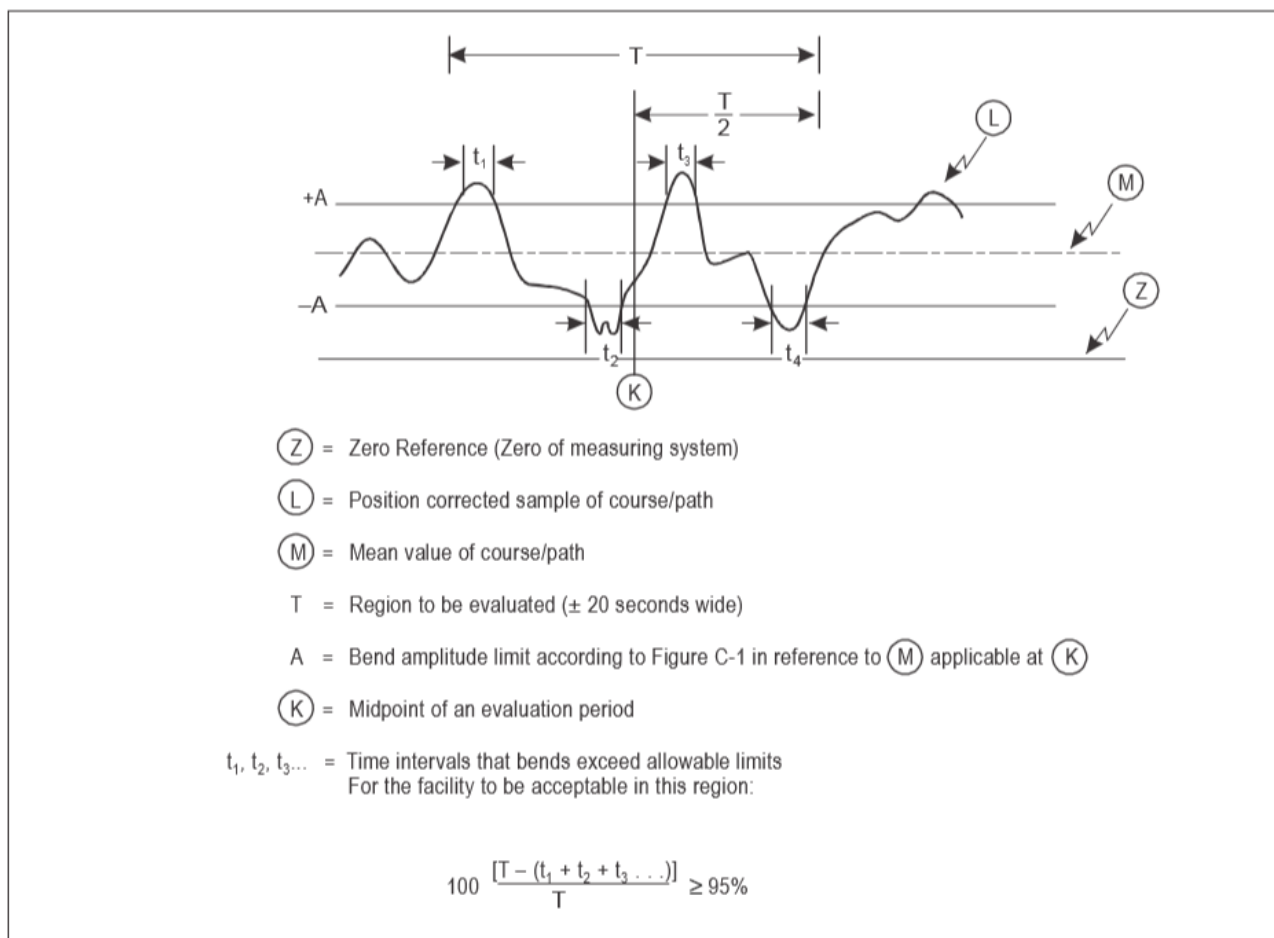 T
T
2
L
t₁
t₃
M
+A
–A
Z
t₂
t₄
K
Z = Zero Reference (Zero of measuring system)
L = Position corrected sample of course/path
M = Mean value of course/path
T = Region to be evaluated (± 20 seconds wide)
A = Bend amplitude limit according to Figure C-1 in reference to M applicable at K
K = Midpoint of an evaluation period
t₁, t₂, t₃... = Time intervals that bends exceed allowable limits
For the facility to be acceptable in this region:
100 [T – (t₁ + t₂ + t₃ . . .)] ≥ 95%
T